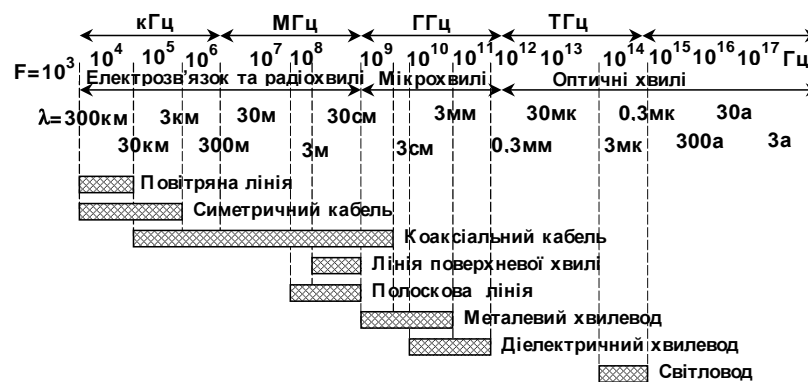 кГц МГц ГГц ТГц
F=10³ 10⁴ 10⁵ 10⁶ 10⁷ 10⁸ 10⁹ 10¹⁰ 10¹¹ 10¹² 10¹³ 10¹⁴ 10¹⁵ 10¹⁶ 10¹⁷ Гц
Електрозв’язок та радіохвилі Мікрохвилі Оптичні хвилі
λ=300км 3км 30м 30см 3мм 30мк 0.3мк 30а
30км 300м 3м 3см 0.3мм 3мк 300а 3а
Повітряна лінія
Симетричний кабель
Коаксіальний кабель
Лінія поверхневої хвилі
Полоскова лінія
Металевий хвилевод
Діелектричний хвилевод
Світловод